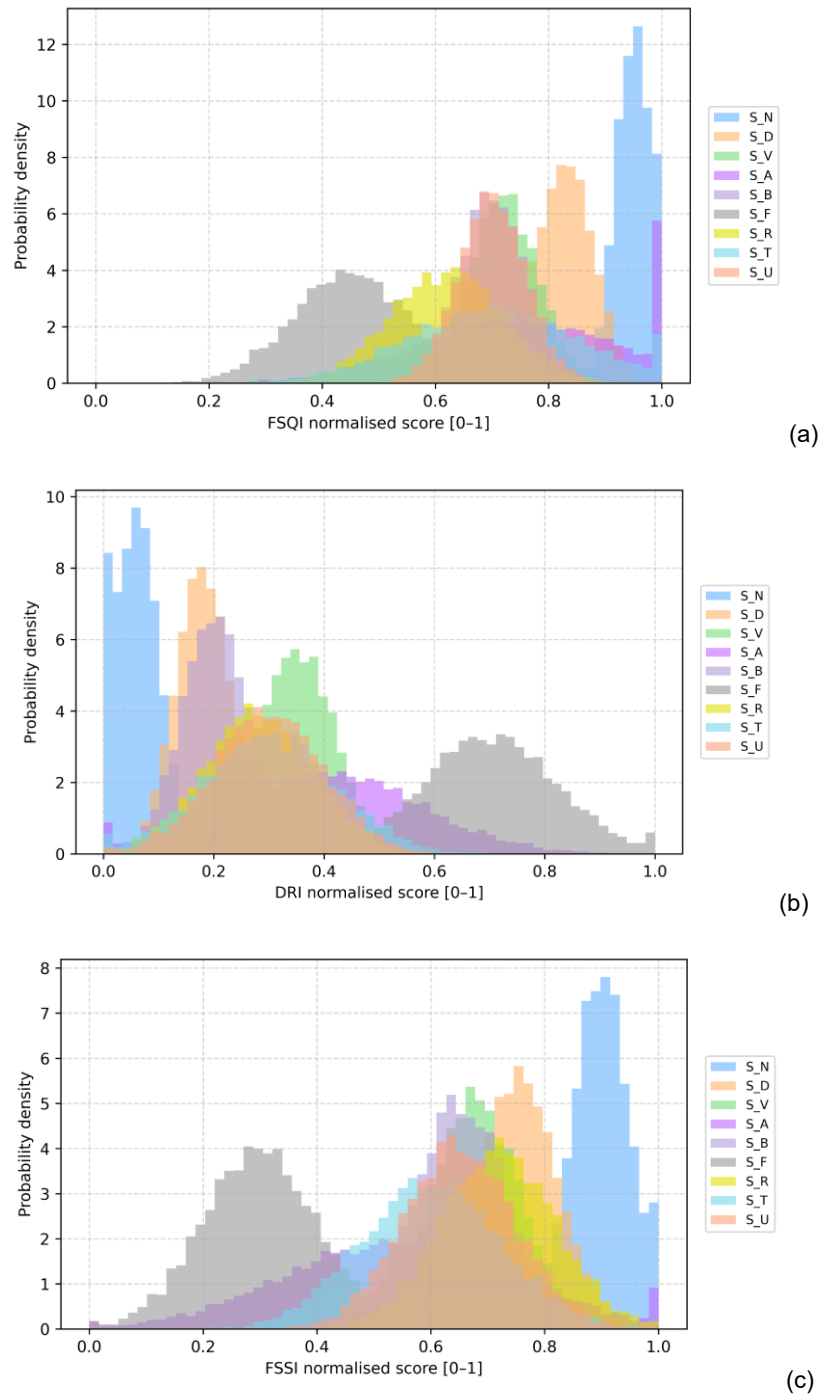 12
10
8
6
4
2
0
Probability density
0.0 0.2 0.4 0.6 0.8 1.0
FSQI normalised score [0–1]
S_N
S_D
S_V
S_A
S_B
S_F
S_R
S_T
S_U
(a)
10
8
6
4
2
0
Probability density
0.0 0.2 0.4 0.6 0.8 1.0
DRI normalised score [0–1]
S_N
S_D
S_V
S_A
S_B
S_F
S_R
S_T
S_U
(b)
8
7
6
5
4
3
2
1
0
Probability density
0.0 0.2 0.4 0.6 0.8 1.0
FSSI normalised score [0–1]
S_N
S_D
S_V
S_A
S_B
S_F
S_R
S_T
S_U
(c)